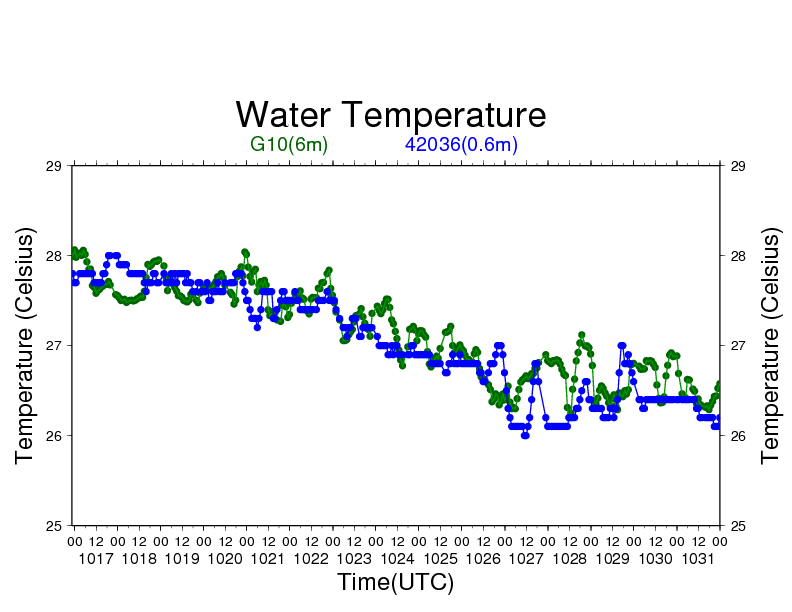 Water Temperature
G10(6m) 42036(0.6m)
29 29
28 28
27 27
26 26
25 25
Temperature (Celsius)
Temperature (Celsius)
00 12 00 12 00 12 00 12 00 12 00 12 00 12 00 12 00 12 00 12 00 12 00 12 00 12 00 12 00 12 00
1017 1018 1019 1020 1021 1022 1023 1024 1025 1026 1027 1028 1029 1030 1031
Time(UTC)